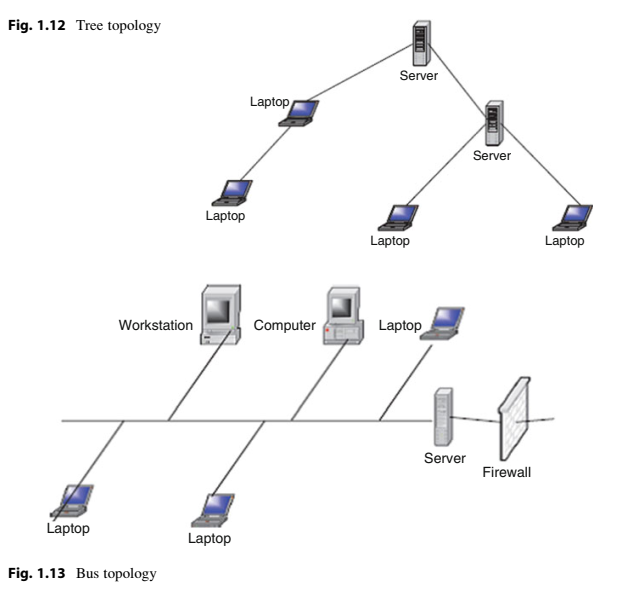 Fig. 1.12 Tree topology
Server
Laptop
Server
Laptop
Laptop
Laptop
Workstation
Computer
Laptop
Server
Firewall
Laptop
Laptop
Fig. 1.13 Bus topology